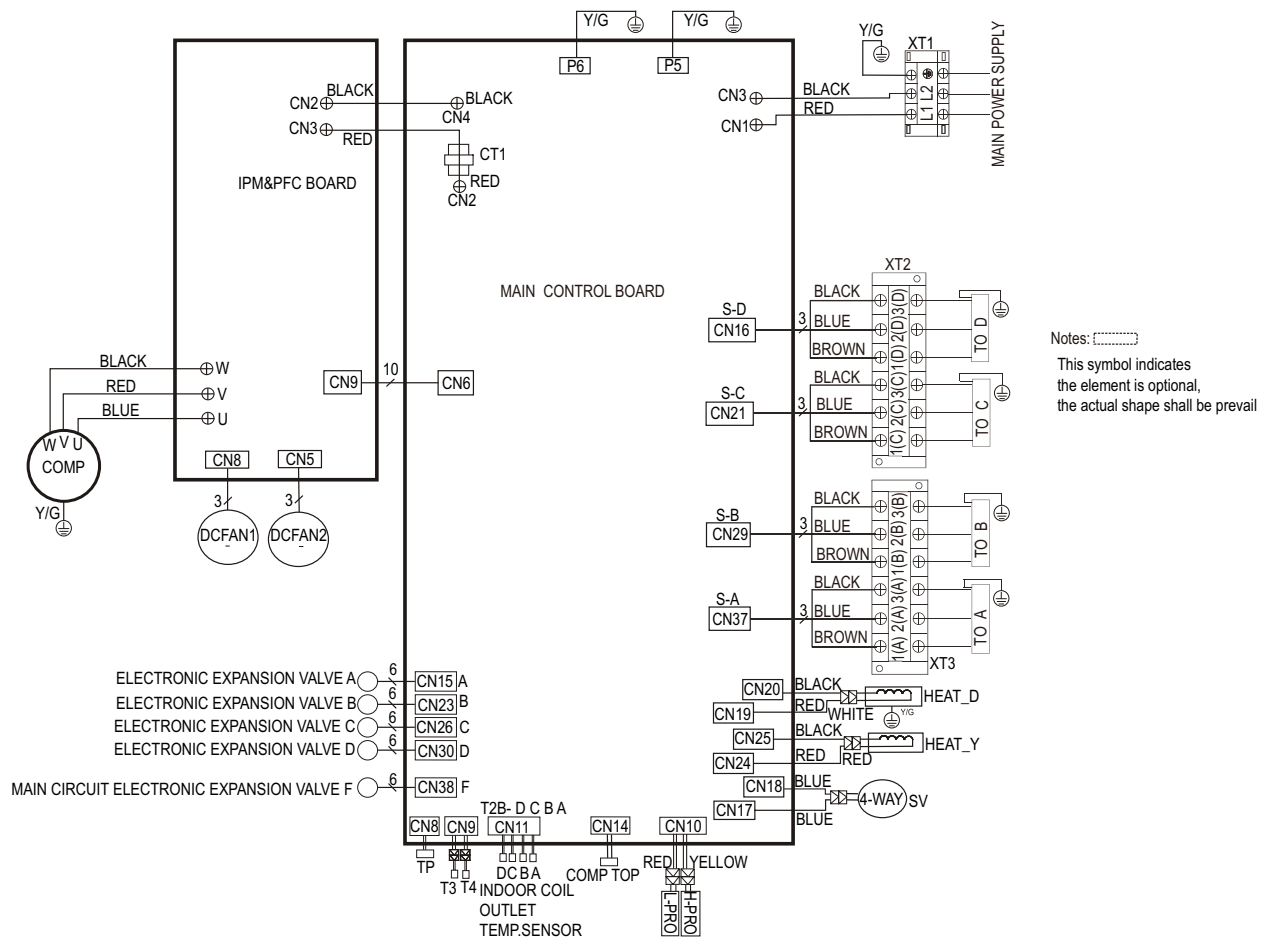 Y/G
Y/G
P6
P5
Y/G
XT1
L1 L2
MAIN POWER SUPPLY
CN3
BLACK
CN1
RED
CN2
BLACK
BLACK
CN4
CN3
RED
CT1
RED
CN2
IPM&PFC BOARD
MAIN CONTROL BOARD
BLACK
W
RED
V
BLUE
U
W V U
COMP
Y/G
CN9
10
CN6
CN8
CN5
3
3
DCFAN1
DCFAN2
XT2
S-D
CN16
3
BLACK
BLUE
BROWN
1(D) 2(D) 3(D)
TO D
S-C
CN21
3
BLACK
BLUE
BROWN
1(C) 2(C) 3(C)
TO C
S-B
CN29
3
BLACK
BLUE
BROWN
1(B) 2(B) 3(B)
TO B
S-A
CN37
3
BLACK
BLUE
BROWN
1(A) 2(A) 3(A)
TO A
XT3
Notes:
This symbol indicates
the element is optional,
the actual shape shall be prevail
ELECTRONIC EXPANSION VALVE A
6
CN15
A
ELECTRONIC EXPANSION VALVE B
6
CN23
B
ELECTRONIC EXPANSION VALVE C
6
CN26
C
ELECTRONIC EXPANSION VALVE D
6
CN30
D
MAIN CIRCUIT ELECTRONIC EXPANSION VALVE F
6
CN38
F
CN20
BLACK
CN19
RED
WHITE
HEAT_D
Y/G
CN25
BLACK
CN24
RED
RED
HEAT_Y
CN18
BLUE
CN17
BLUE
4-WAY
SV
CN8
TP
CN9
T3 T4
T2B- D C B A
CN11
DC B A
INDOOR COIL
OUTLET
TEMP.SENSOR
CN14
COMP TOP
CN10
RED
YELLOW
L-PRO
H-PRO